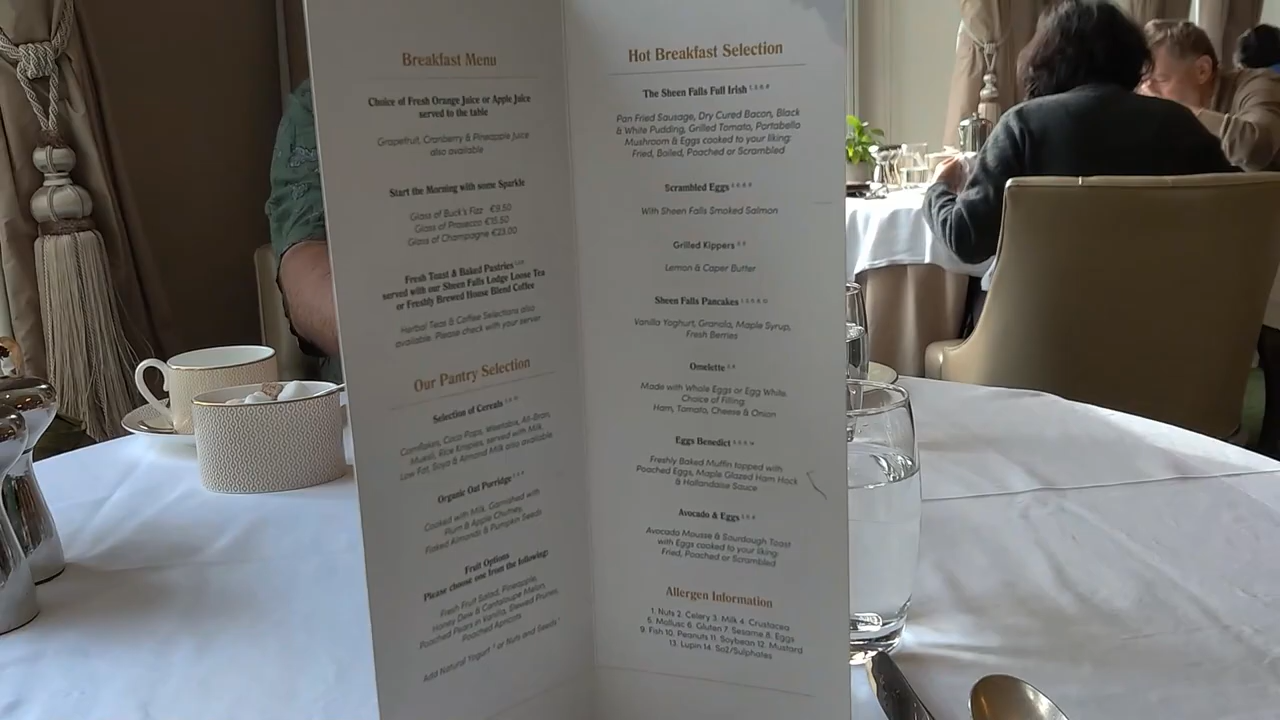 Breakfast Menu
Choice of Fresh Orange Juice or Apple Juice
served to the table
Grapefruit, Cranberry & Pineapple juice
also available
Start the Morning with some Sparkle
Glass of Buck's Fizz €9.50
Glass of Prosecco €15.50
Glass of Champagne €23.00
Fresh Toast & Baked Pastries
served with our Sheen Falls Lodge Loose Tea
or Freshly Brewed House Blend Coffee
Herbal Teas & Coffee Selections also
available. Please check with your server
Our Pantry Selection
Selection of Cereals
Cornflakes, Coco Pops, Weetabix, All-Bran,
Muesli, Rice Krispies, served with Milk,
Low Fat, Soya & Almond Milk also available
Organic Oat Porridge
Cooked with Milk, Garnished with
Plum & Apple Chutney,
Flaked Almonds & Pumpkin Seeds
Fruit Options
Please choose one from the following:
Fresh Fruit Salad, Pineapple,
Honey Dew & Cantaloupe Melon,
Poached Pears in Vanilla, Stewed Prunes
Poached Apricots
Add Natural Yogurt or Nuts and Seeds
Hot Breakfast Selection
The Sheen Falls Full Irish
Pan Fried Sausage, Dry Cured Bacon, Black
& White Pudding, Grilled Tomato, Portabello
Mushroom & Eggs cooked to your liking:
Fried, Boiled, Poached or Scrambled
Scrambled Eggs
With Sheen Falls Smoked Salmon
Grilled Kippers
Lemon & Caper Butter
Sheen Falls Pancakes
Vanilla Yoghurt, Granola, Maple Syrup,
Fresh Berries
Omelette
Made with Whole Eggs or Egg White.
Choice of Filling:
Ham, Tomato, Cheese & Onion
Eggs Benedict
Freshly Baked Muffin topped with
Poached Eggs, Maple Glazed Ham Hock
& Hollandaise Sauce
Avocado & Eggs
Avocado Mousse & Sourdough Toast
with Eggs cooked to your liking:
Fried, Poached or Scrambled
Allergen Information
1. Nuts 2. Celery 3. Milk 4. Crustacea
5. Mollusc 6. Gluten 7. Sesame 8. Eggs
9. Fish 10. Peanuts 11. Soybean 12. Mustard
13. Lupin 14. So2/Sulphates